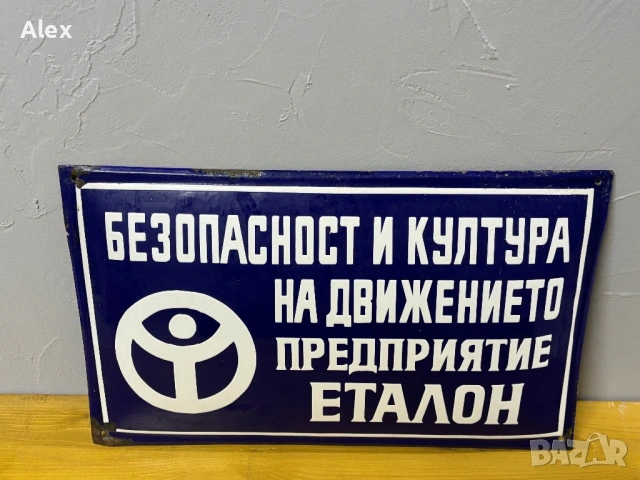 Alex
БЕЗОПАСНОСТ И КУЛТУРА
НА ДВИЖЕНИЕТО
ПРЕДПРИЯТИЕ
ЕТАЛОН
BAZAR